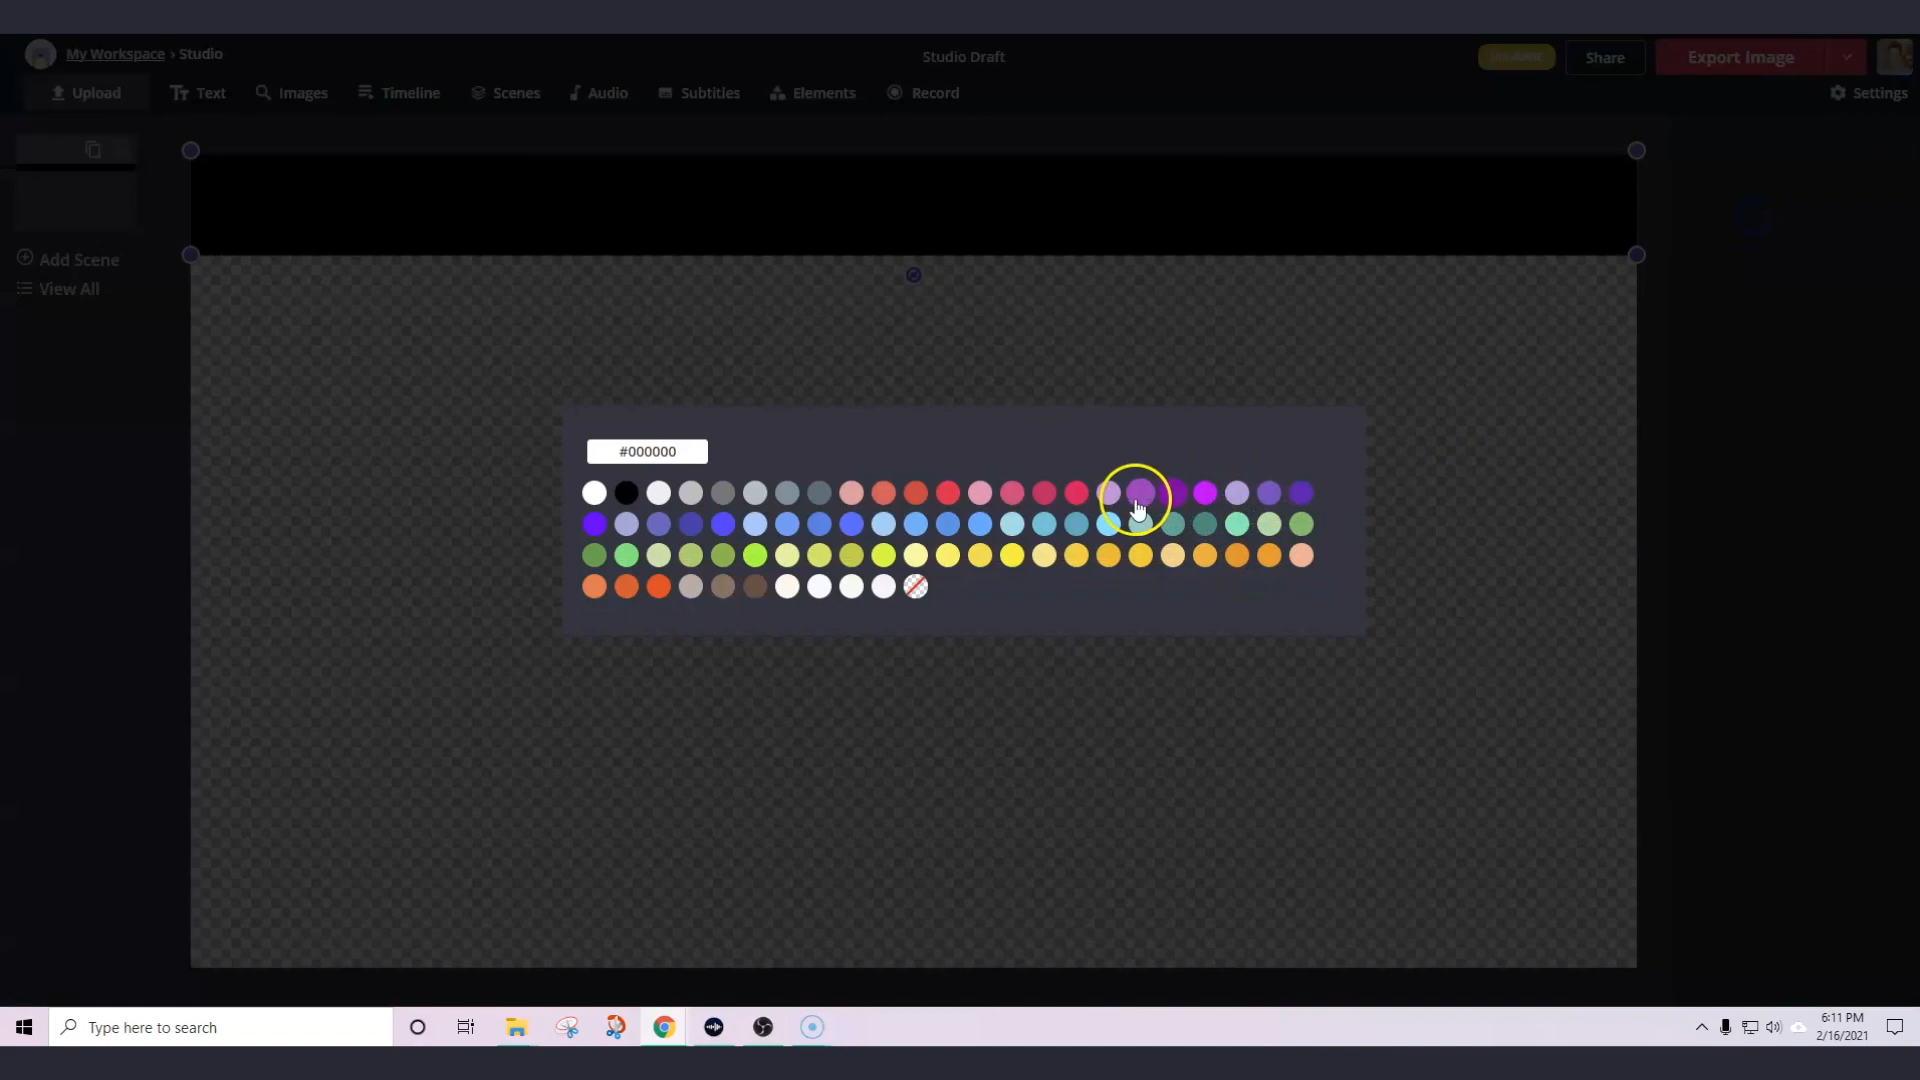 My Workspace › Studio
Studio Draft
Share
Export Image
Upload
Text
Images
Timeline
Scenes
Audio
Subtitles
Elements
Record
Settings
Add Scene
View All
#000000
Type here to search
6:11 PM
2/16/2021